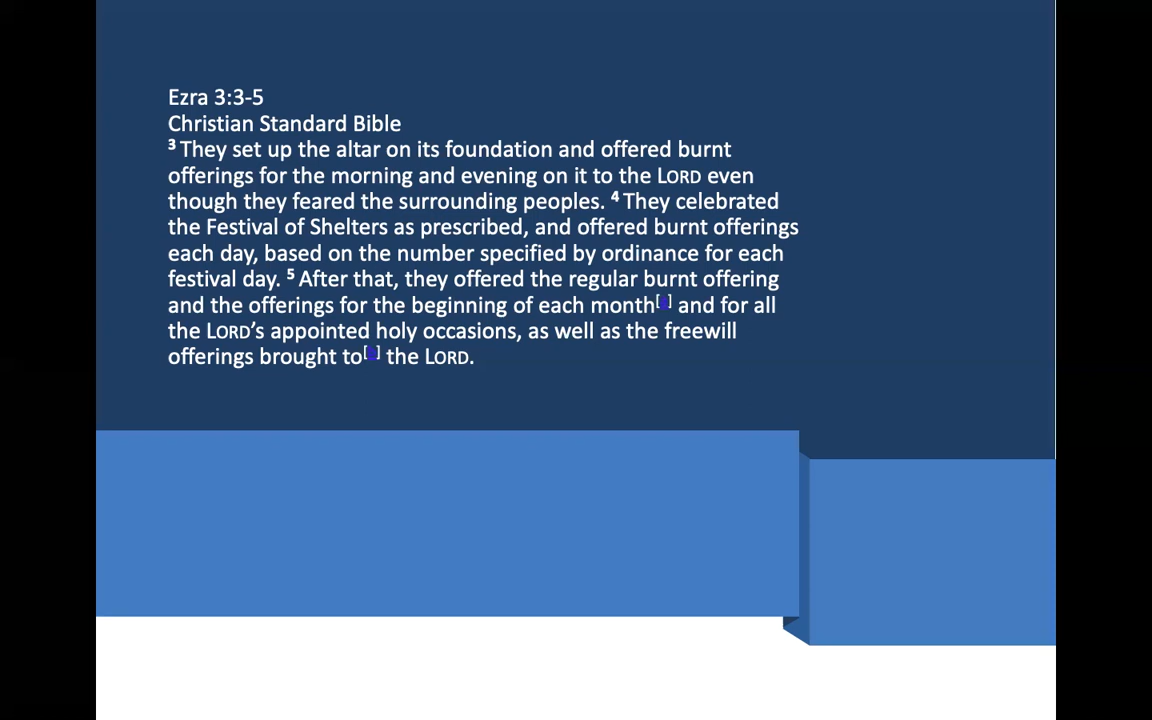 Ezra 3:3-5
Christian Standard Bible
3 They set up the altar on its foundation and offered burnt
offerings for the morning and evening on it to the LORD even
though they feared the surrounding peoples. 4 They celebrated
the Festival of Shelters as prescribed, and offered burnt offerings
each day, based on the number specified by ordinance for each
festival day. 5 After that, they offered the regular burnt offering
and the offerings for the beginning of each month[] and for all
the LORD’s appointed holy occasions, as well as the freewill
offerings brought to[] the LORD.